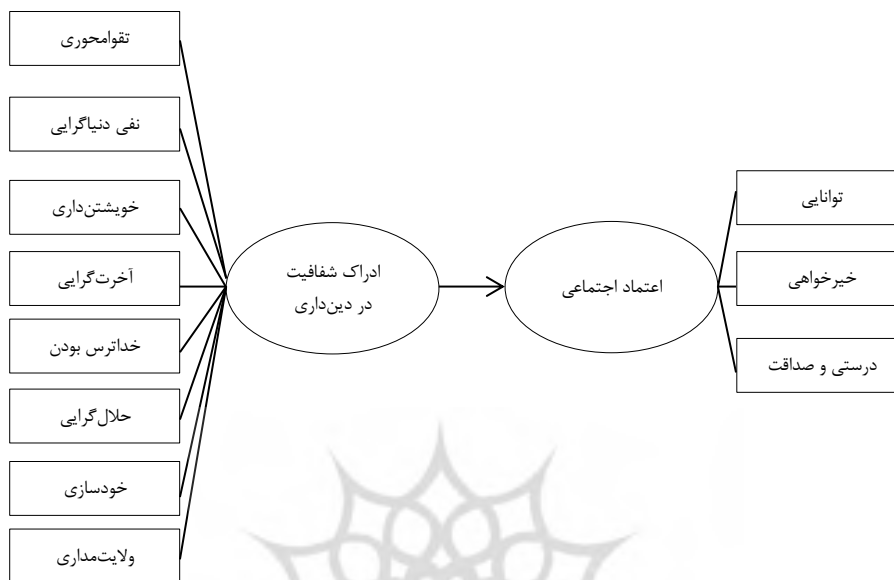 تقوامحوری
نفی دنیاگرایی
خویشتن‌داری
آخرت‌گرایی
خداترس بودن
حلال‌گرایی
خودسازی
ولایت‌مداری
ادراک شفافیت
در دین‌داری
اعتماد اجتماعی
توانایی
خیرخواهی
درستی و صداقت